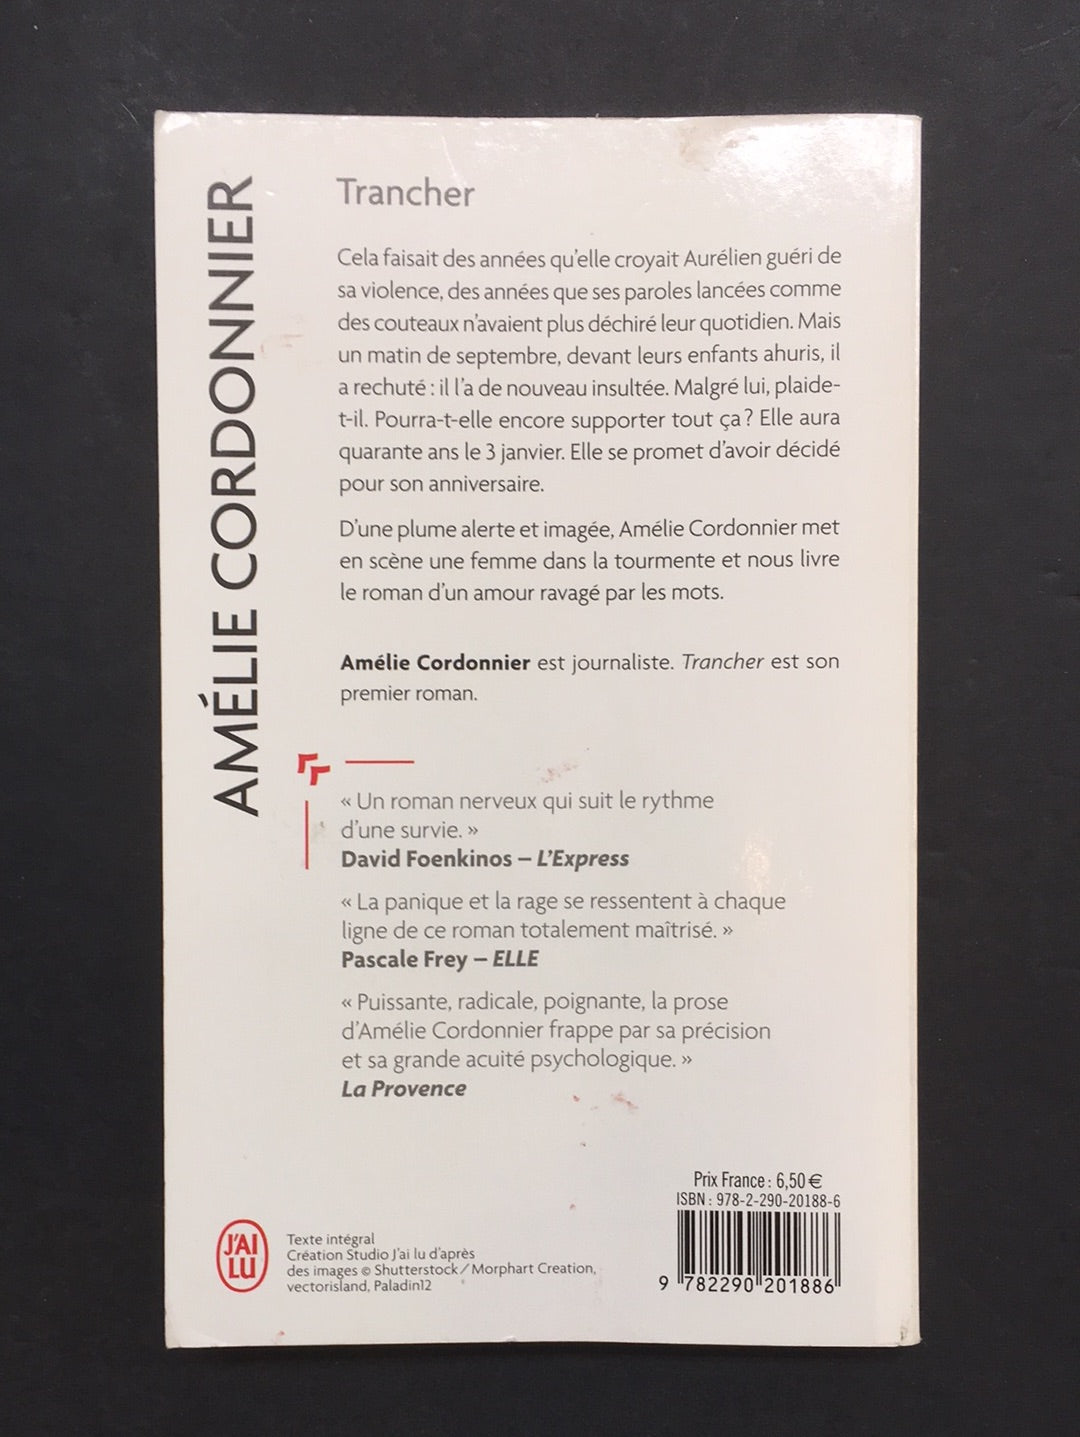 AMÉLIE CORDONNIER
Trancher
Cela faisait des années qu'elle croyait Aurélien guéri de
sa violence, des années que ses paroles lancées comme
des couteaux n'avaient plus déchiré leur quotidien. Mais
un matin de septembre, devant leurs enfants ahuris, il
a rechuté : il l'a de nouveau insultée. Malgré lui, plaide-
t-il. Pourra-t-elle encore supporter tout ça ? Elle aura
quarante ans le 3 janvier. Elle se promet d'avoir décidé
pour son anniversaire.
D'une plume alerte et imagée, Amélie Cordonnier met
en scène une femme dans la tourmente et nous livre
le roman d'un amour ravagé par les mots.
Amélie Cordonnier est journaliste. Trancher est son
premier roman.
« Un roman nerveux qui suit le rythme
d'une survie. »
David Foenkinos – L'Express
« La panique et la rage se ressentent à chaque
ligne de ce roman totalement maîtrisé. »
Pascale Frey – ELLE
« Puissante, radicale, poignante, la prose
d'Amélie Cordonnier frappe par sa précision
et sa grande acuité psychologique. »
La Provence
Prix France : 6,50 €
ISBN : 978-2-290-20188-6
9 782290 201886
J'AI
LU
Texte intégral
Création Studio J'ai lu d'après
des images © Shutterstock / Morphart Creation,
vectorisland, Paladin12